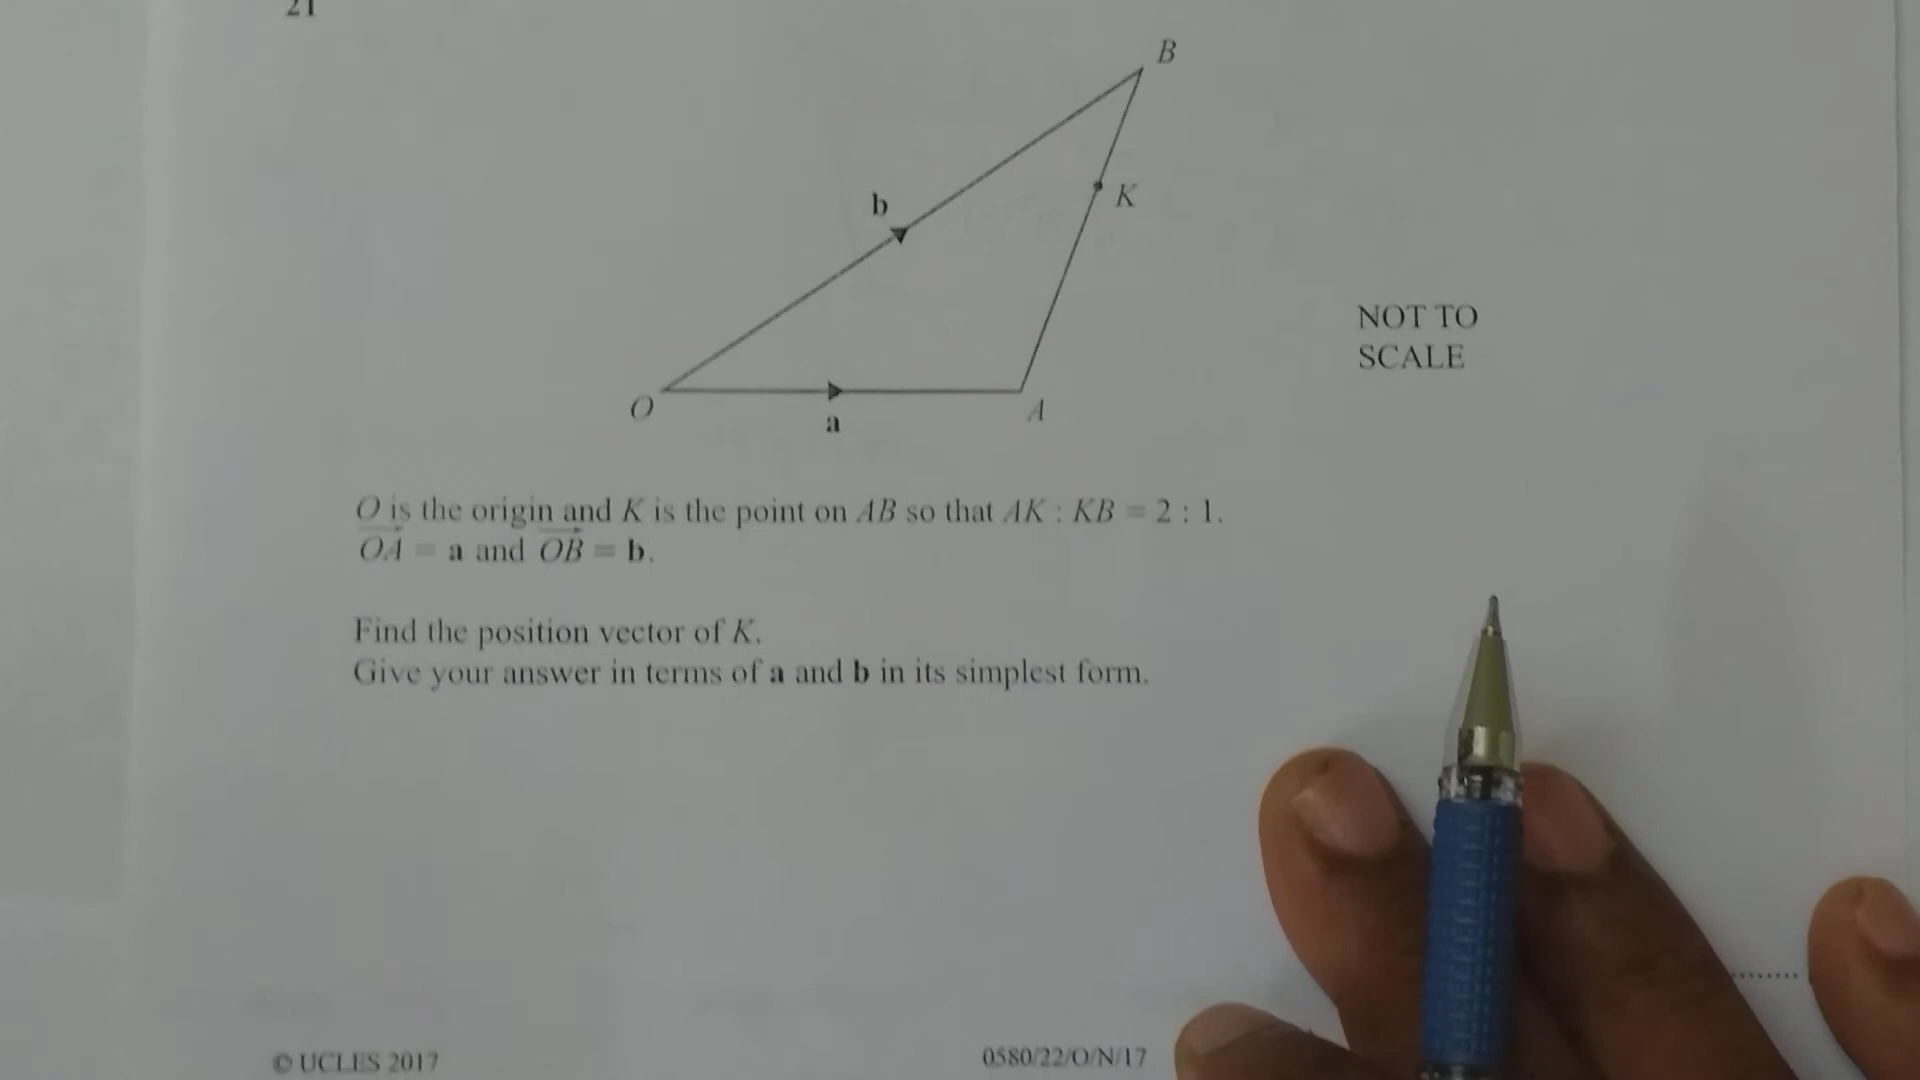 21
B
b
K
NOT TO
SCALE
O
a
A
O is the origin and K is the point on AB so that AK : KB = 2 : 1.
OA = a and OB = b.
Find the position vector of K.
Give your answer in terms of a and b in its simplest form.
© UCLES 2017
0580/22/O/N/17